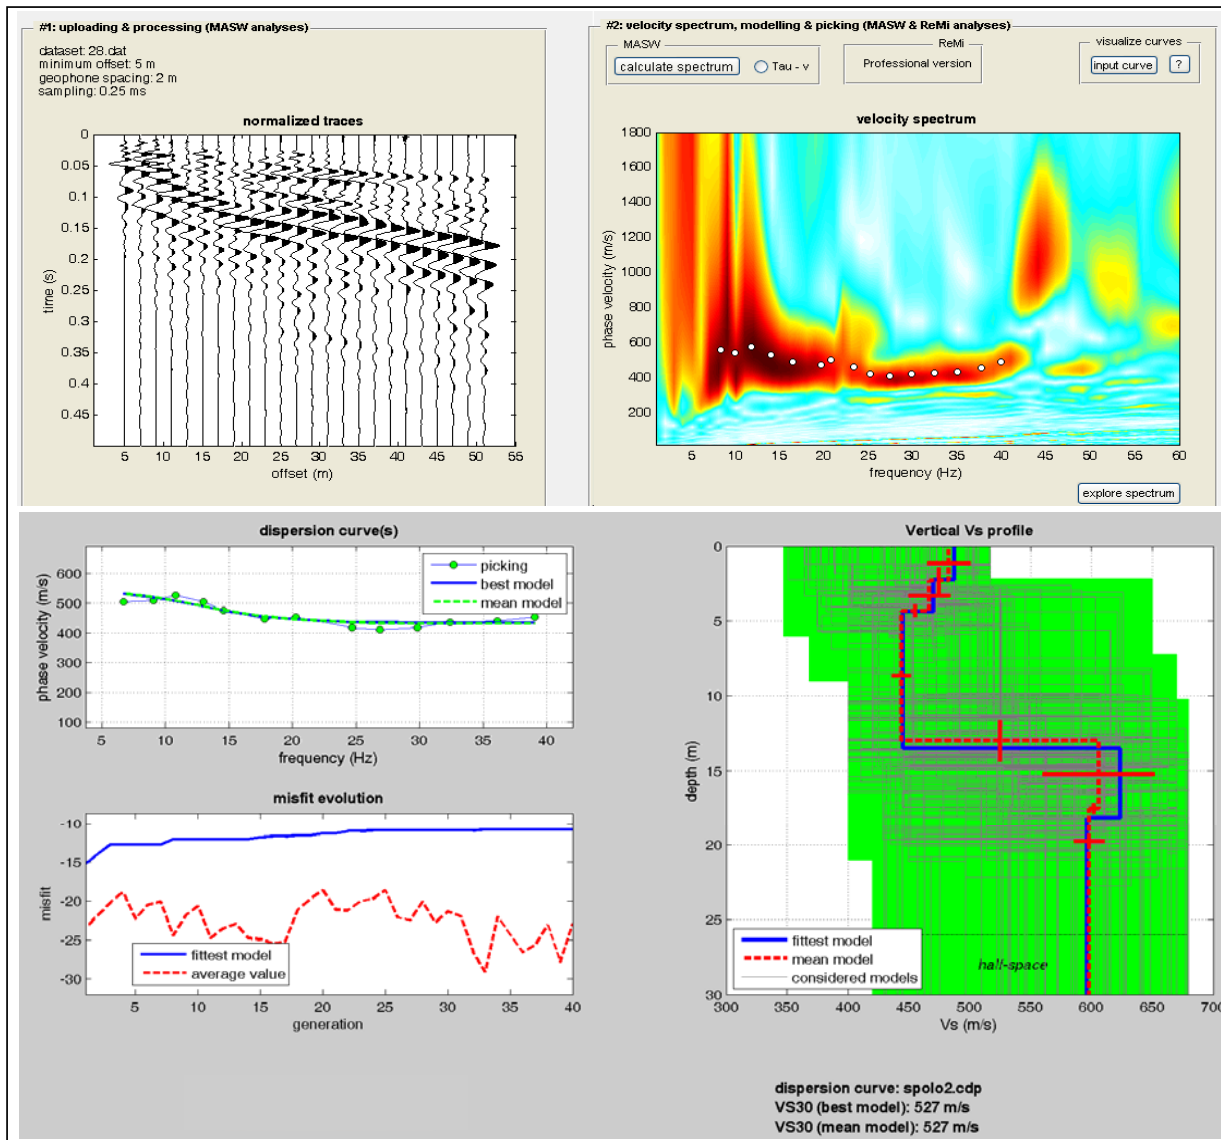 #1: uploading & processing (MASW analyses)
dataset: 28.dat
minimum offset: 5 m
geophone spacing: 2 m
sampling: 0.25 ms
normalized traces
0
0.05
0.1
0.15
0.2
0.25
0.3
0.35
0.4
0.45
time (s)
5 10 15 20 25 30 35 40 45 50 55
offset (m)
#2: velocity spectrum, modelling & picking (MASW & ReMi analyses)
MASW
calculate spectrum
Tau - v
ReMi
Professional version
visualize curves
input curve
?
velocity spectrum
1800
1600
1400
1200
1000
800
600
400
200
phase velocity (m/s)
5 10 15 20 25 30 35 40 45 50 55 60
frequency (Hz)
explore spectrum
dispersion curve(s)
600
500
400
300
200
100
phase velocity (m/s)
picking
best model
mean model
5 10 15 20 25 30 35 40
frequency (Hz)
misfit evolution
-10
-15
-20
-25
-30
misfit
fittest model
average value
5 10 15 20 25 30 35 40
generation
Vertical Vs profile
0
5
10
15
20
25
30
depth (m)
fittest model
mean model
considered models
half-space
300 350 400 450 500 550 600 650 700
Vs (m/s)
dispersion curve: spolo2.cdp
VS30 (best model): 527 m/s
VS30 (mean model): 527 m/s